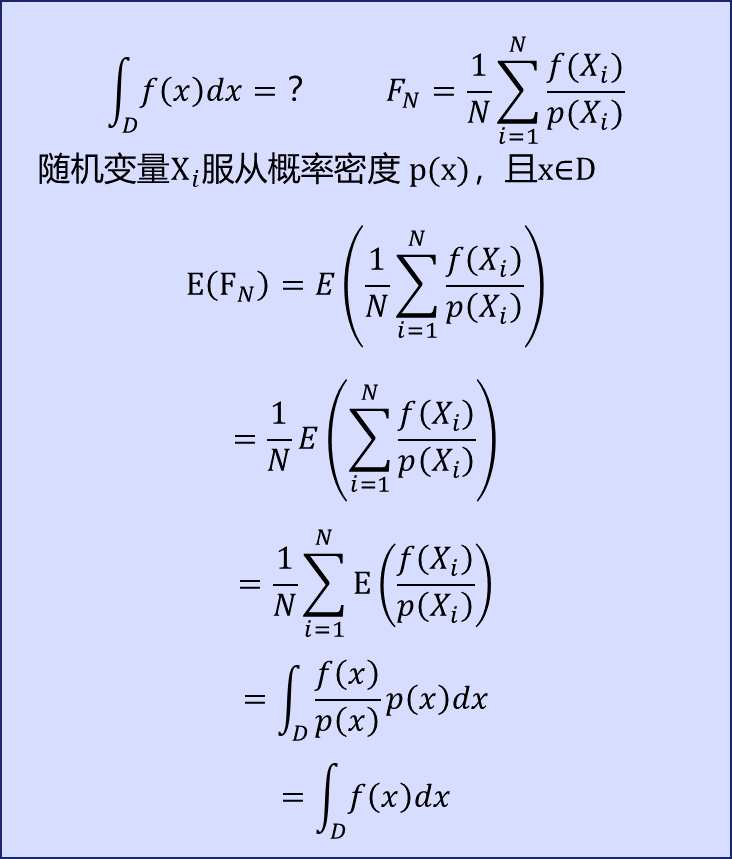 ∫_D f(x)dx = ?  F_N = 1/N ∑_{i=1}^{N} f(X_i)/p(X_i)
随机变量X_i服从概率密度 p(x)，且x∈D
E(F_N) = E(1/N ∑_{i=1}^{N} f(X_i)/p(X_i))
= 1/N E(∑_{i=1}^{N} f(X_i)/p(X_i))
= 1/N ∑_{i=1}^{N} E(f(X_i)/p(X_i))
= ∫_D f(x)/p(x) p(x)dx
= ∫_D f(x)dx